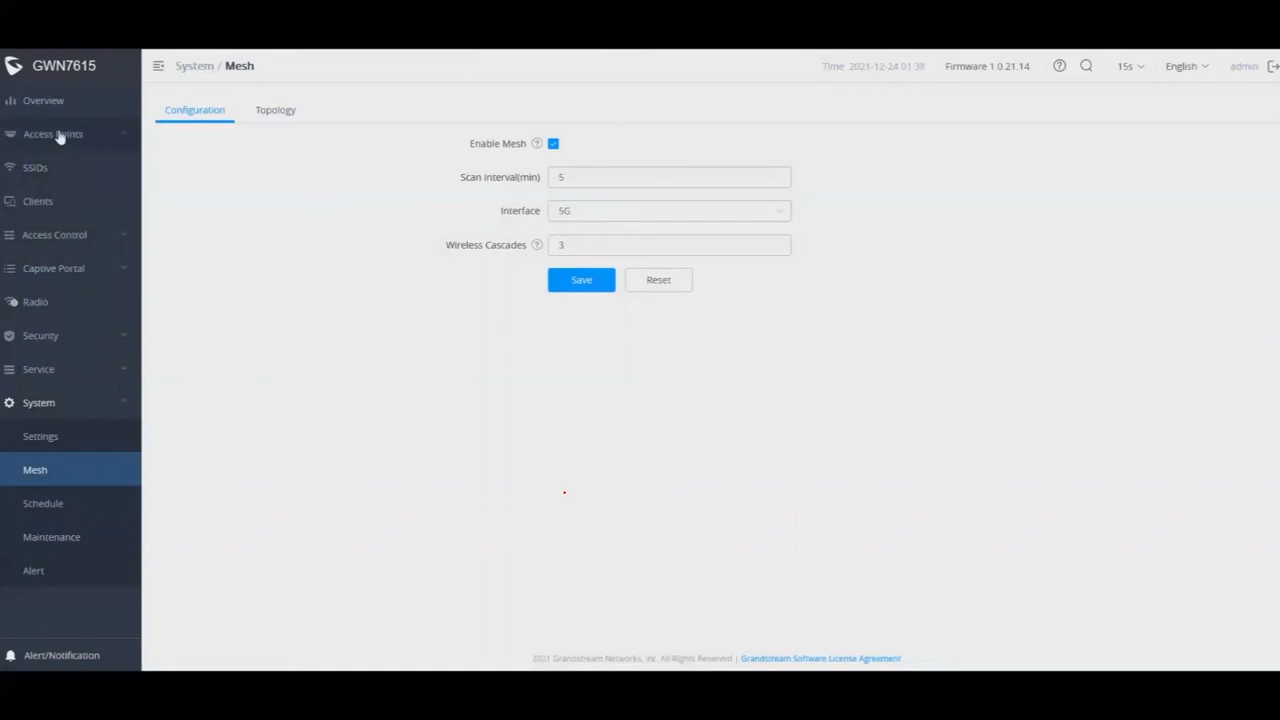 GWN7615
System / Mesh
Time 2021-12-24 01:38
Firmware 1.0.21.14
15s
English
admin
Overview
Access Points
SSIDs
Clients
Access Control
Captive Portal
Radio
Security
Service
System
Settings
Mesh
Schedule
Maintenance
Alert
Alert/Notification
Configuration
Topology
Enable Mesh
Scan Interval(min)
5
Interface
5G
Wireless Cascades
3
Save
Reset
2021 Grandstream Networks, Inc. All Rights Reserved | Grandstream Software License Agreement